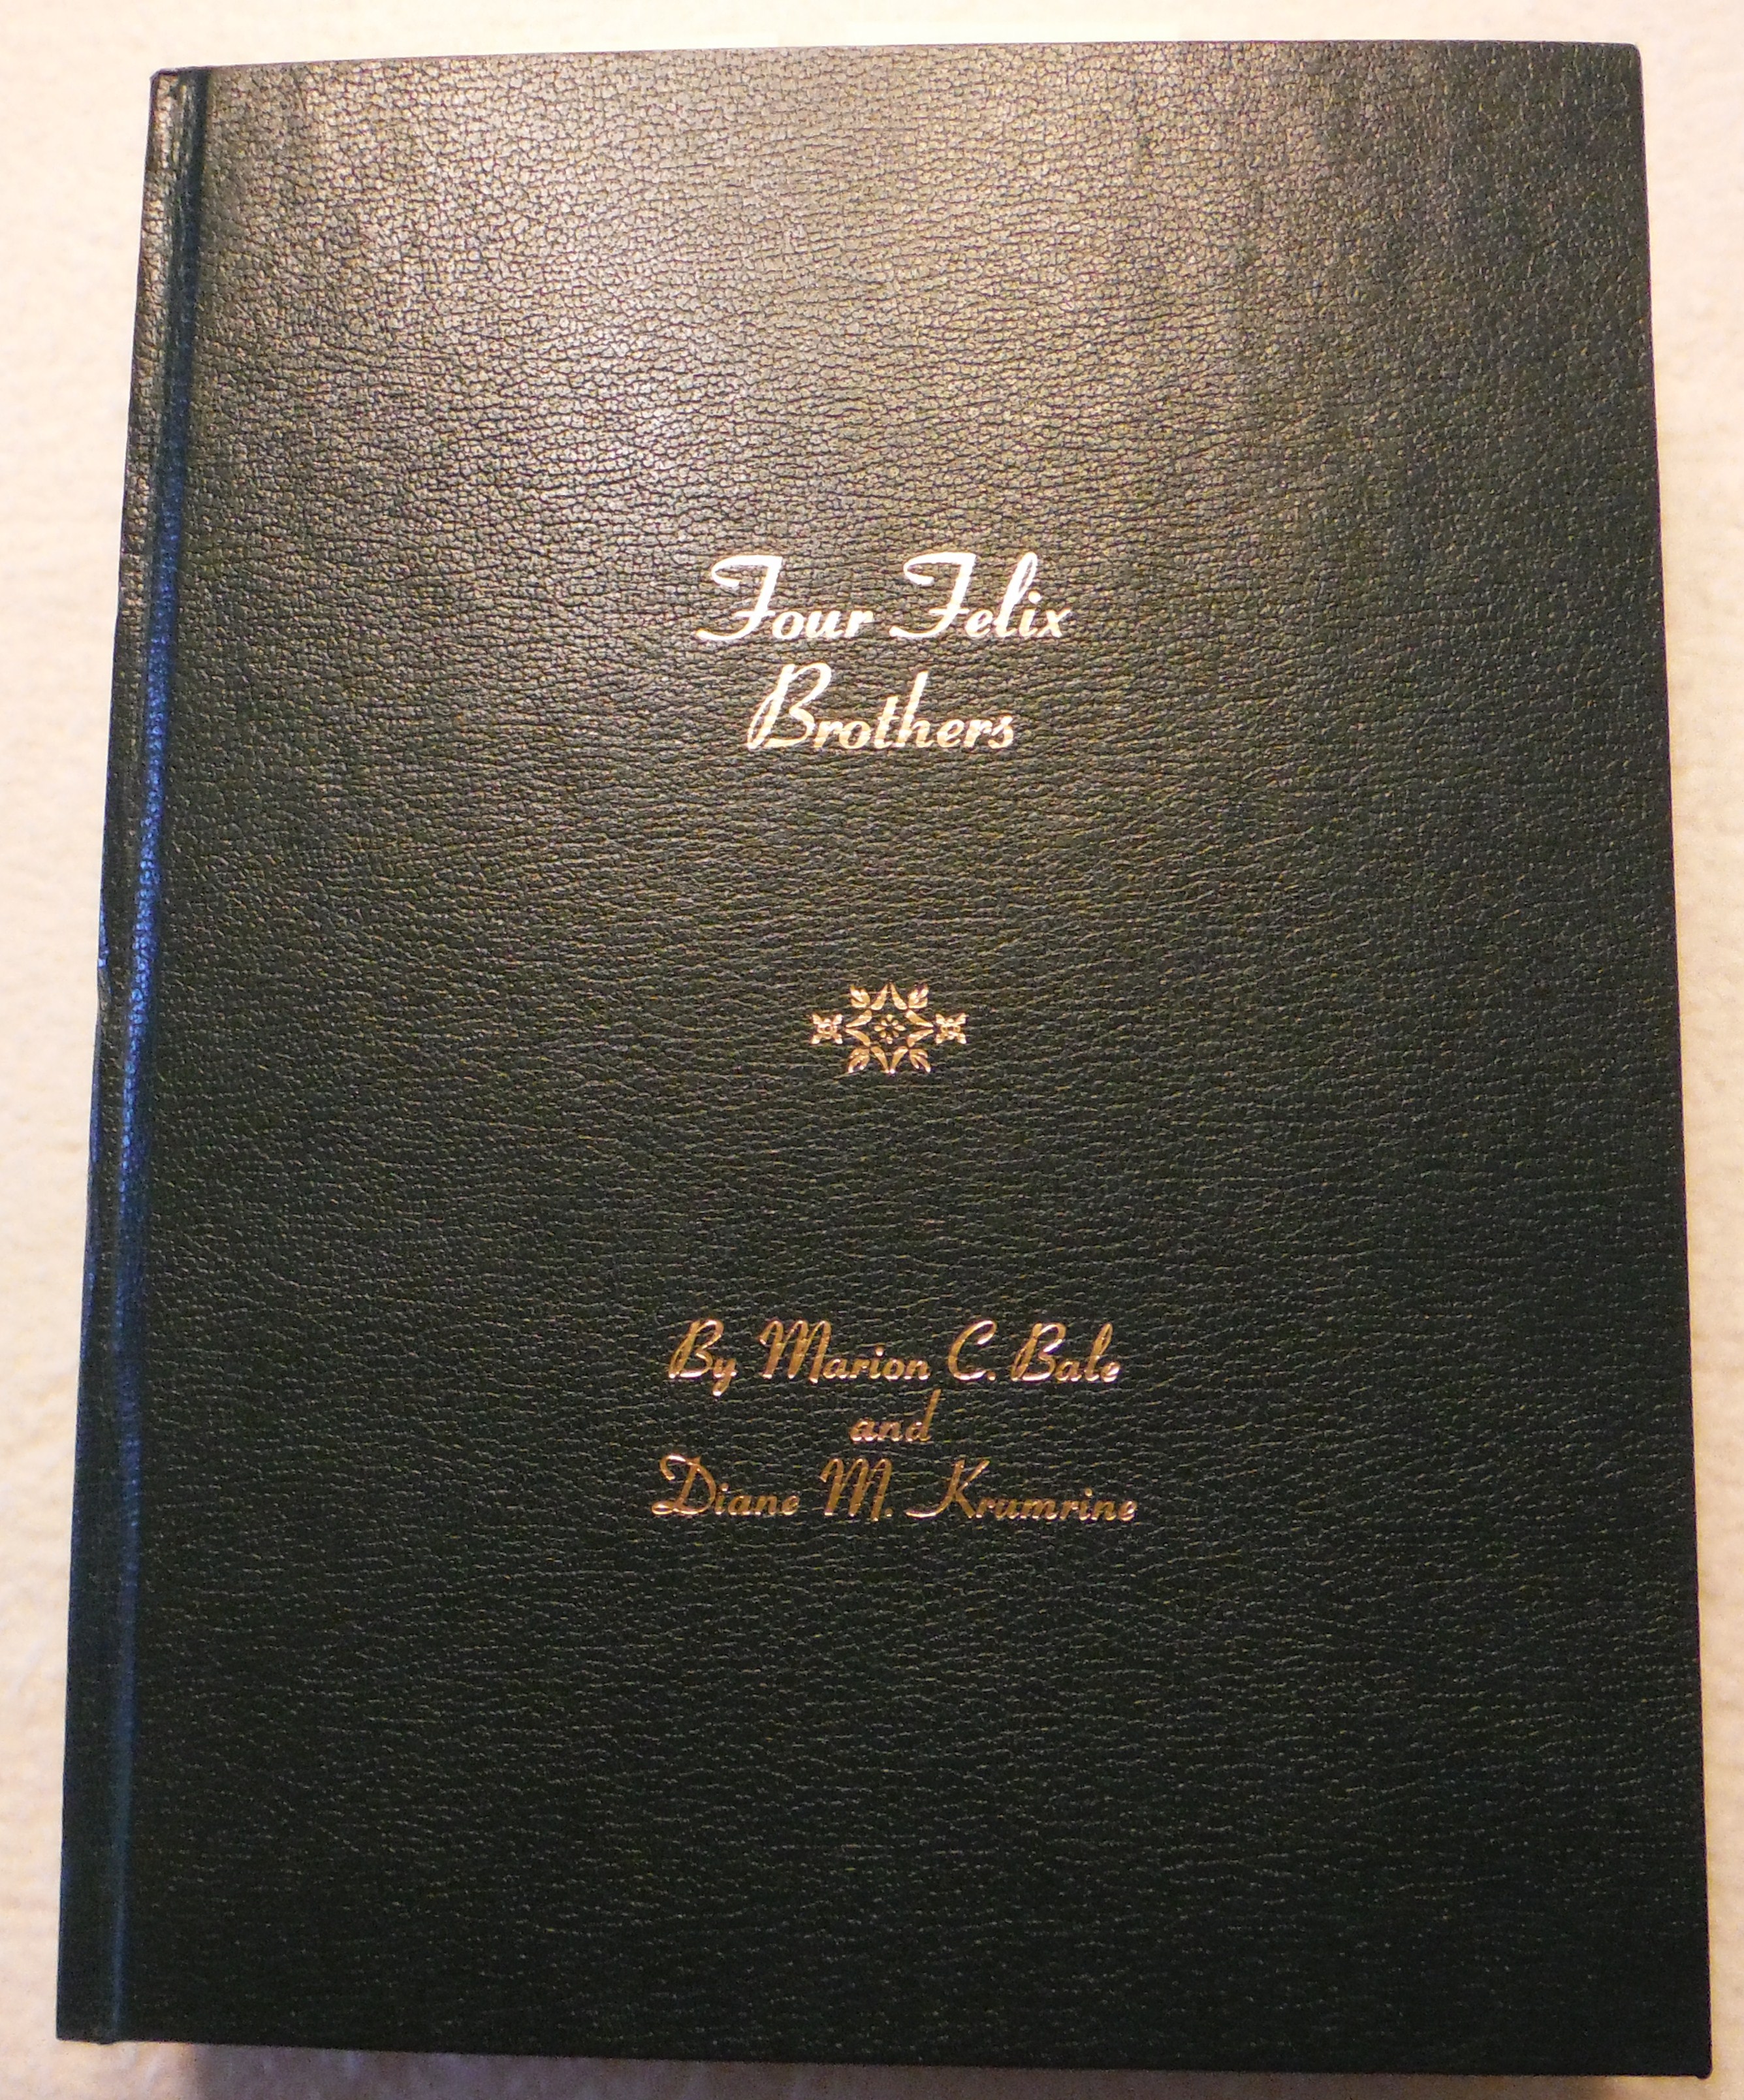 Four Felix
Brothers
By Marion C. Bale
and
Diane M. Krumrine